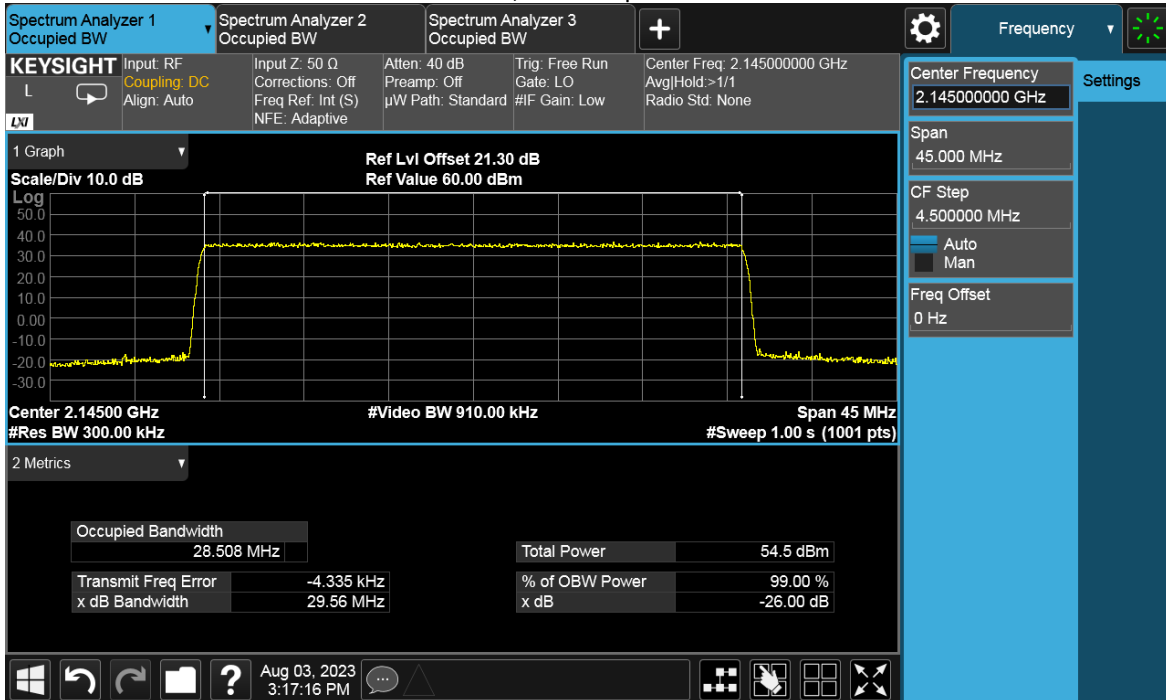 Spectrum Analyzer 1
Occupied BW
Spectrum Analyzer 2
Occupied BW
Spectrum Analyzer 3
Occupied BW
Frequency
KEYSIGHT
L
LXI
Input: RF
Coupling: DC
Align: Auto
Input Z: 50 Ω
Corrections: Off
Freq Ref: Int (S)
NFE: Adaptive
Atten: 40 dB
Preamp: Off
µW Path: Standard
Trig: Free Run
Gate: LO
#IF Gain: Low
Center Freq: 2.145000000 GHz
Avg|Hold:>1/1
Radio Std: None
Center Frequency
2.145000000 GHz
Settings
Span
45.000 MHz
CF Step
4.500000 MHz
Auto
Man
Freq Offset
0 Hz
1 Graph
Scale/Div 10.0 dB
Ref Lvl Offset 21.30 dB
Ref Value 60.00 dBm
Log
50.0
40.0
30.0
20.0
10.0
0.00
-10.0
-20.0
-30.0
Center 2.14500 GHz
#Res BW 300.00 kHz
#Video BW 910.00 kHz
Span 45 MHz
#Sweep 1.00 s (1001 pts)
2 Metrics
Occupied Bandwidth
28.508 MHz
Total Power 54.5 dBm
Transmit Freq Error -4.335 kHz
% of OBW Power 99.00 %
x dB Bandwidth 29.56 MHz
x dB -26.00 dB
?
Aug 03, 2023
3:17:16 PM